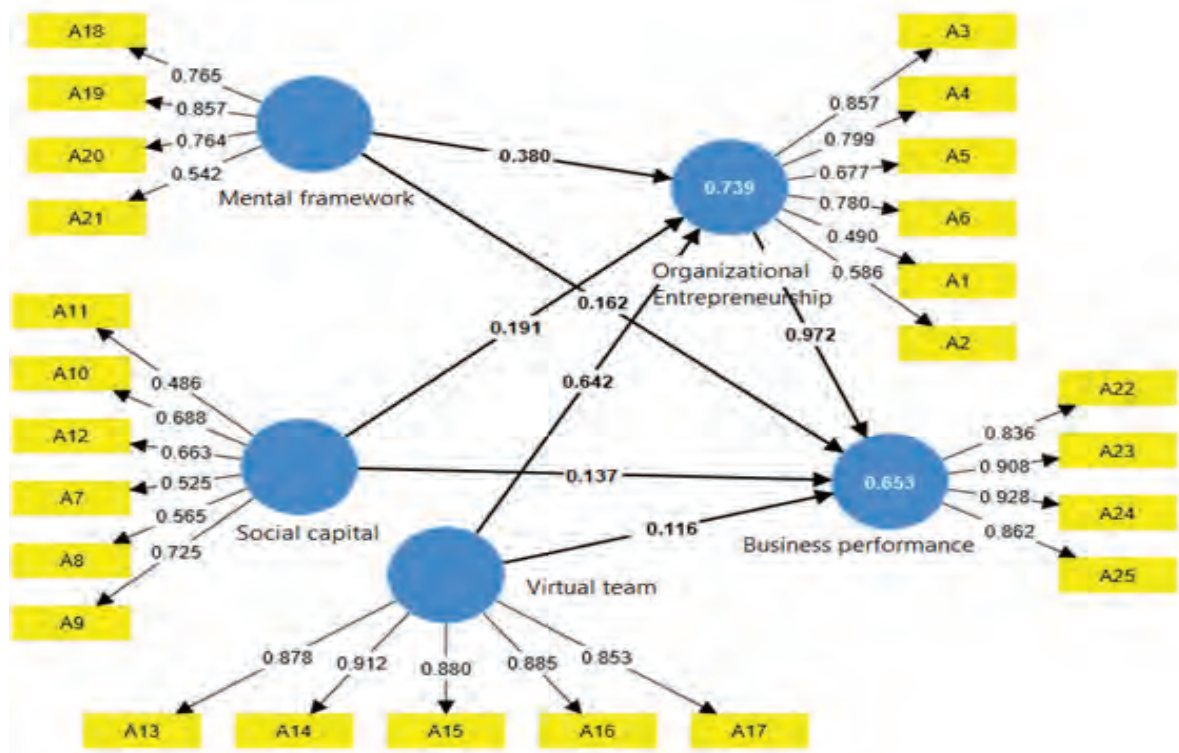 A18
A19
A20
A21
0.765
0.857
0.764
0.542
Mental framework
0.380
0.162
A3
A4
A5
A6
A1
A2
0.857
0.799
0.677
0.780
0.490
0.586
0.739
Organizational
Entrepreneurship
0.972
A11
A10
A12
A7
A8
A9
0.486
0.688
0.663
0.525
0.565
0.725
Social capital
0.191
0.137
0.642
0.116
Virtual team
0.653
Business performance
A22
A23
A24
A25
0.836
0.908
0.928
0.862
0.878
0.912
0.880
0.885
0.853
A13
A14
A15
A16
A17